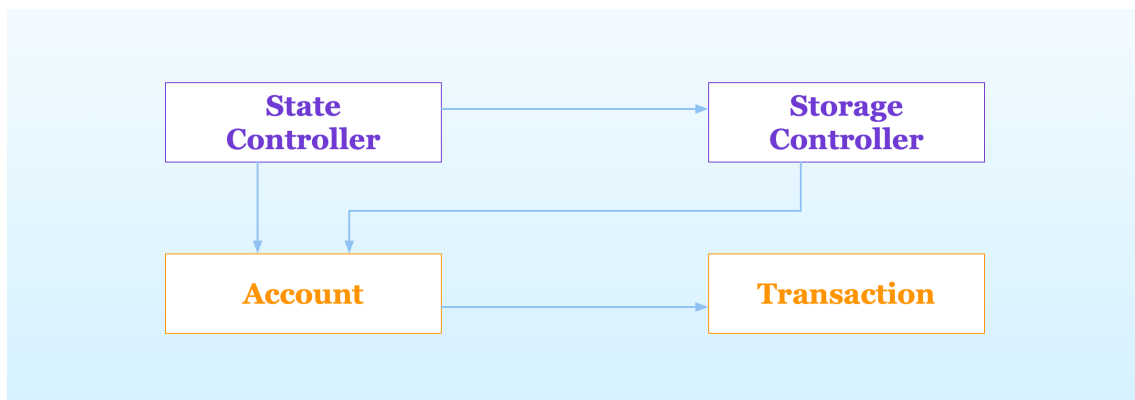 State
Controller
Storage
Controller
Account
Transaction